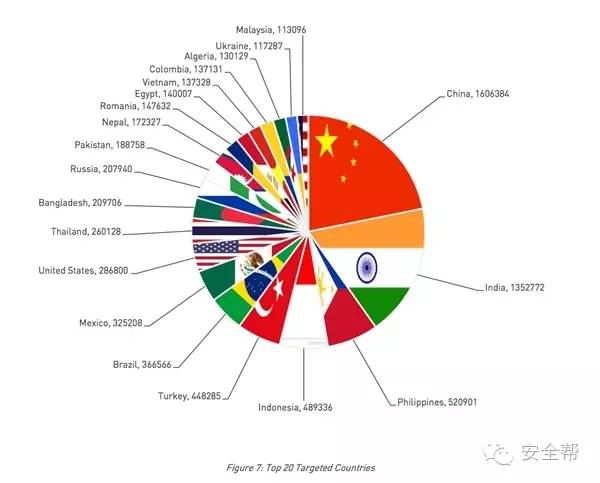 Malaysia, 113096
Ukraine, 117287
Algeria, 130129
Colombia, 137131
Vietnam, 137328
Egypt, 140007
Romania, 147632
Nepal, 172327
Pakistan, 188758
Russia, 207940
Bangladesh, 209706
Thailand, 260128
United States, 286800
Mexico, 325208
Brazil, 366566
Turkey, 448285
Indonesia, 489336
Philippines, 520901
India, 1352772
China, 1606384
Figure 7: Top 20 Targeted Countries
安全帮